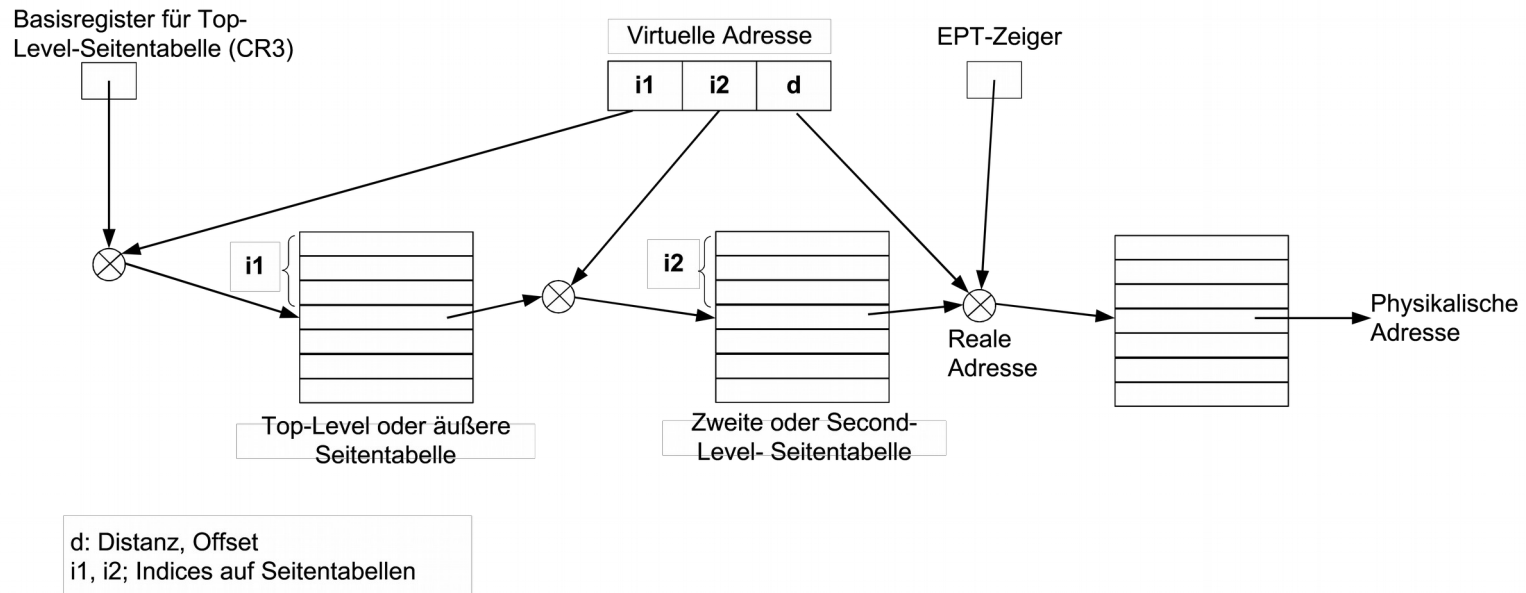 Basisregister für Top-
Level-Seitentabelle (CR3)
Virtuelle Adresse
EPT-Zeiger
i1 i2 d
i1
i2
Reale
Adresse
Physikalische
Adresse
Top-Level oder äußere
Seitentabelle
Zweite oder Second-
Level- Seitentabelle
d: Distanz, Offset
i1, i2; Indices auf Seitentabellen